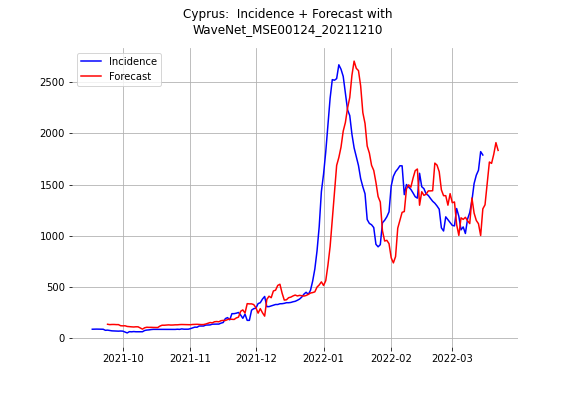 Cyprus:  Incidence + Forecast with
WaveNet_MSE00124_20211210
Incidence
Forecast
2500
2000
1500
1000
500
0
2021-10 2021-11 2021-12 2022-01 2022-02 2022-03